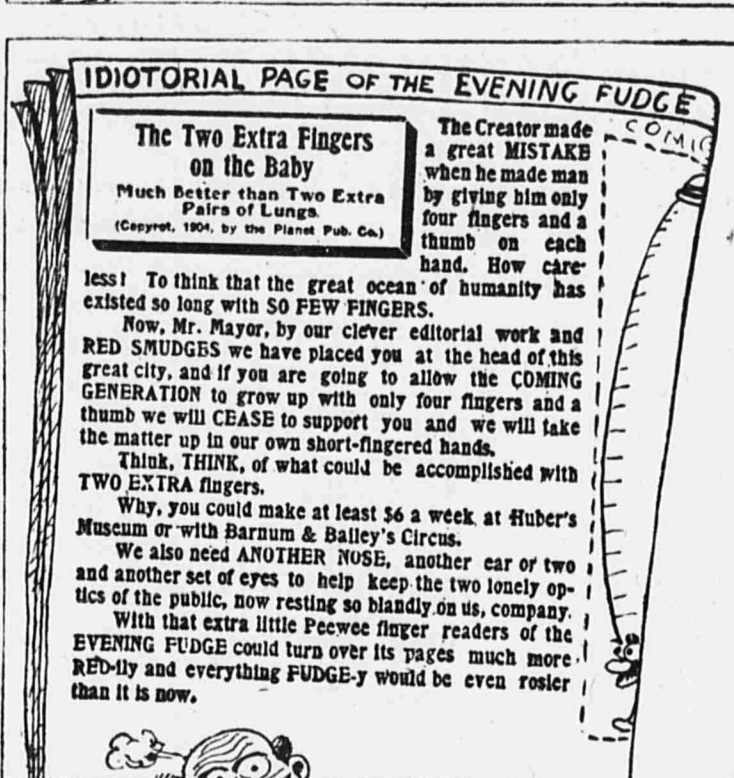 IDIOTORIAL PAGE OF THE EVENING FUDGE
COMIC
The Two Extra Fingers
on the Baby
Much Better than Two Extra
Pairs of Lungs.
(Copyret, 1904, by the Planet Pub. Co.)
The Creator made
a great MISTAKE
when he made man
by giving him only
four fingers and a
thumb on each
hand. How care-
less! To think that the great ocean of humanity has
existed so long with SO FEW FINGERS.
Now, Mr. Mayor, by our clever editorial work and
RED SMUDGES we have placed you at the head of this
great city, and if you are going to allow the COMING
GENERATION to grow up with only four fingers and a
thumb we will CEASE to support you and we will take
the matter up in our own short-fingered hands.
Think, THINK, of what could be accomplished with
TWO EXTRA fingers.
Why, you could make at least $6 a week at Huber's
Museum or with Barnum & Bailey's Circus.
We also need ANOTHER NOSE, another ear or two
and another set of eyes to help keep the two lonely op-
tics of the public, now resting so blandly on us, company.
With that extra little Peewee finger readers of the
EVENING FUDGE could turn over its pages much more
RED-ily and everything FUDGE-y would be even rosier
than it is now.